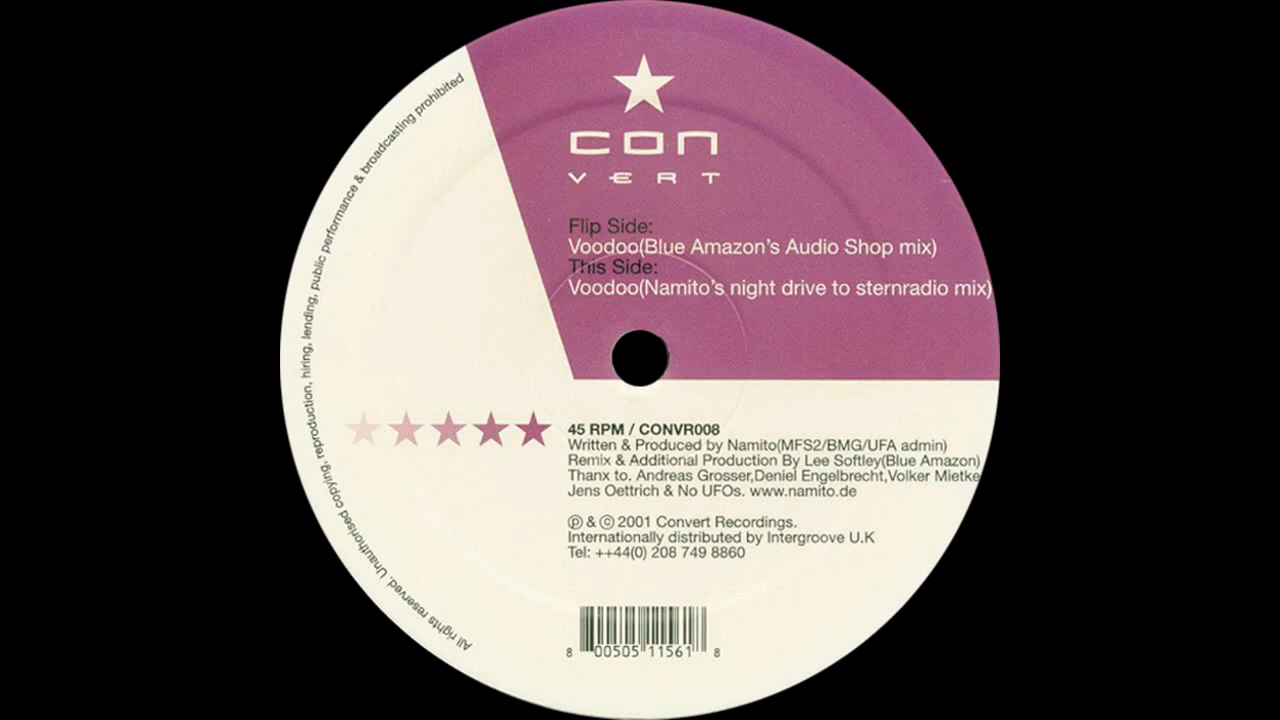 CON
VERT
Flip Side:
Voodoo(Blue Amazon's Audio Shop mix)
This Side:
Voodoo(Namito's night drive to sternradio mix)
45 RPM / CONVR008
Written & Produced by Namito(MFS2/BMG/UFA admin)
Remix & Additional Production By Lee Softley(Blue Amazon)
Thanx to. Andreas Grosser,Deniel Engelbrecht,Volker Mietke
Jens Oettrich & No UFOs. www.namito.de
℗ & © 2001 Convert Recordings.
Internationally distributed by Intergroove U.K
Tel: ++44(0) 208 749 8860
8 00505 11561 8
All rights reserved. Unauthorised copying, reproduction, hiring, lending, public performance & broadcasting prohibited